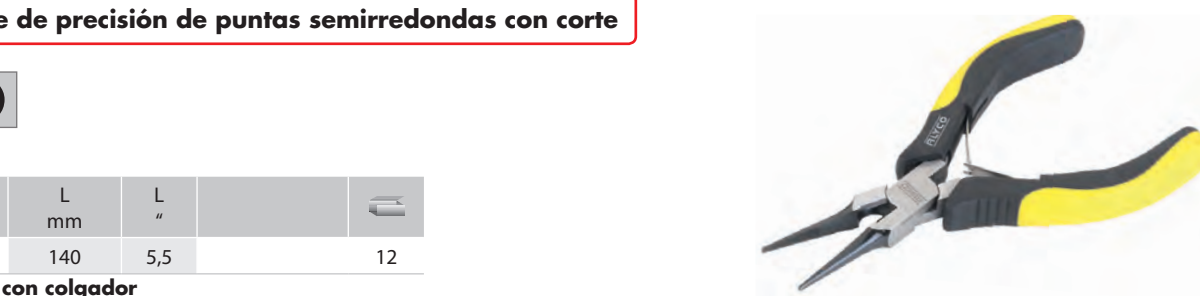 e de precisión de puntas semirredondas con corte
L L
mm “
140 5,5 12
con colgador
ALYCO